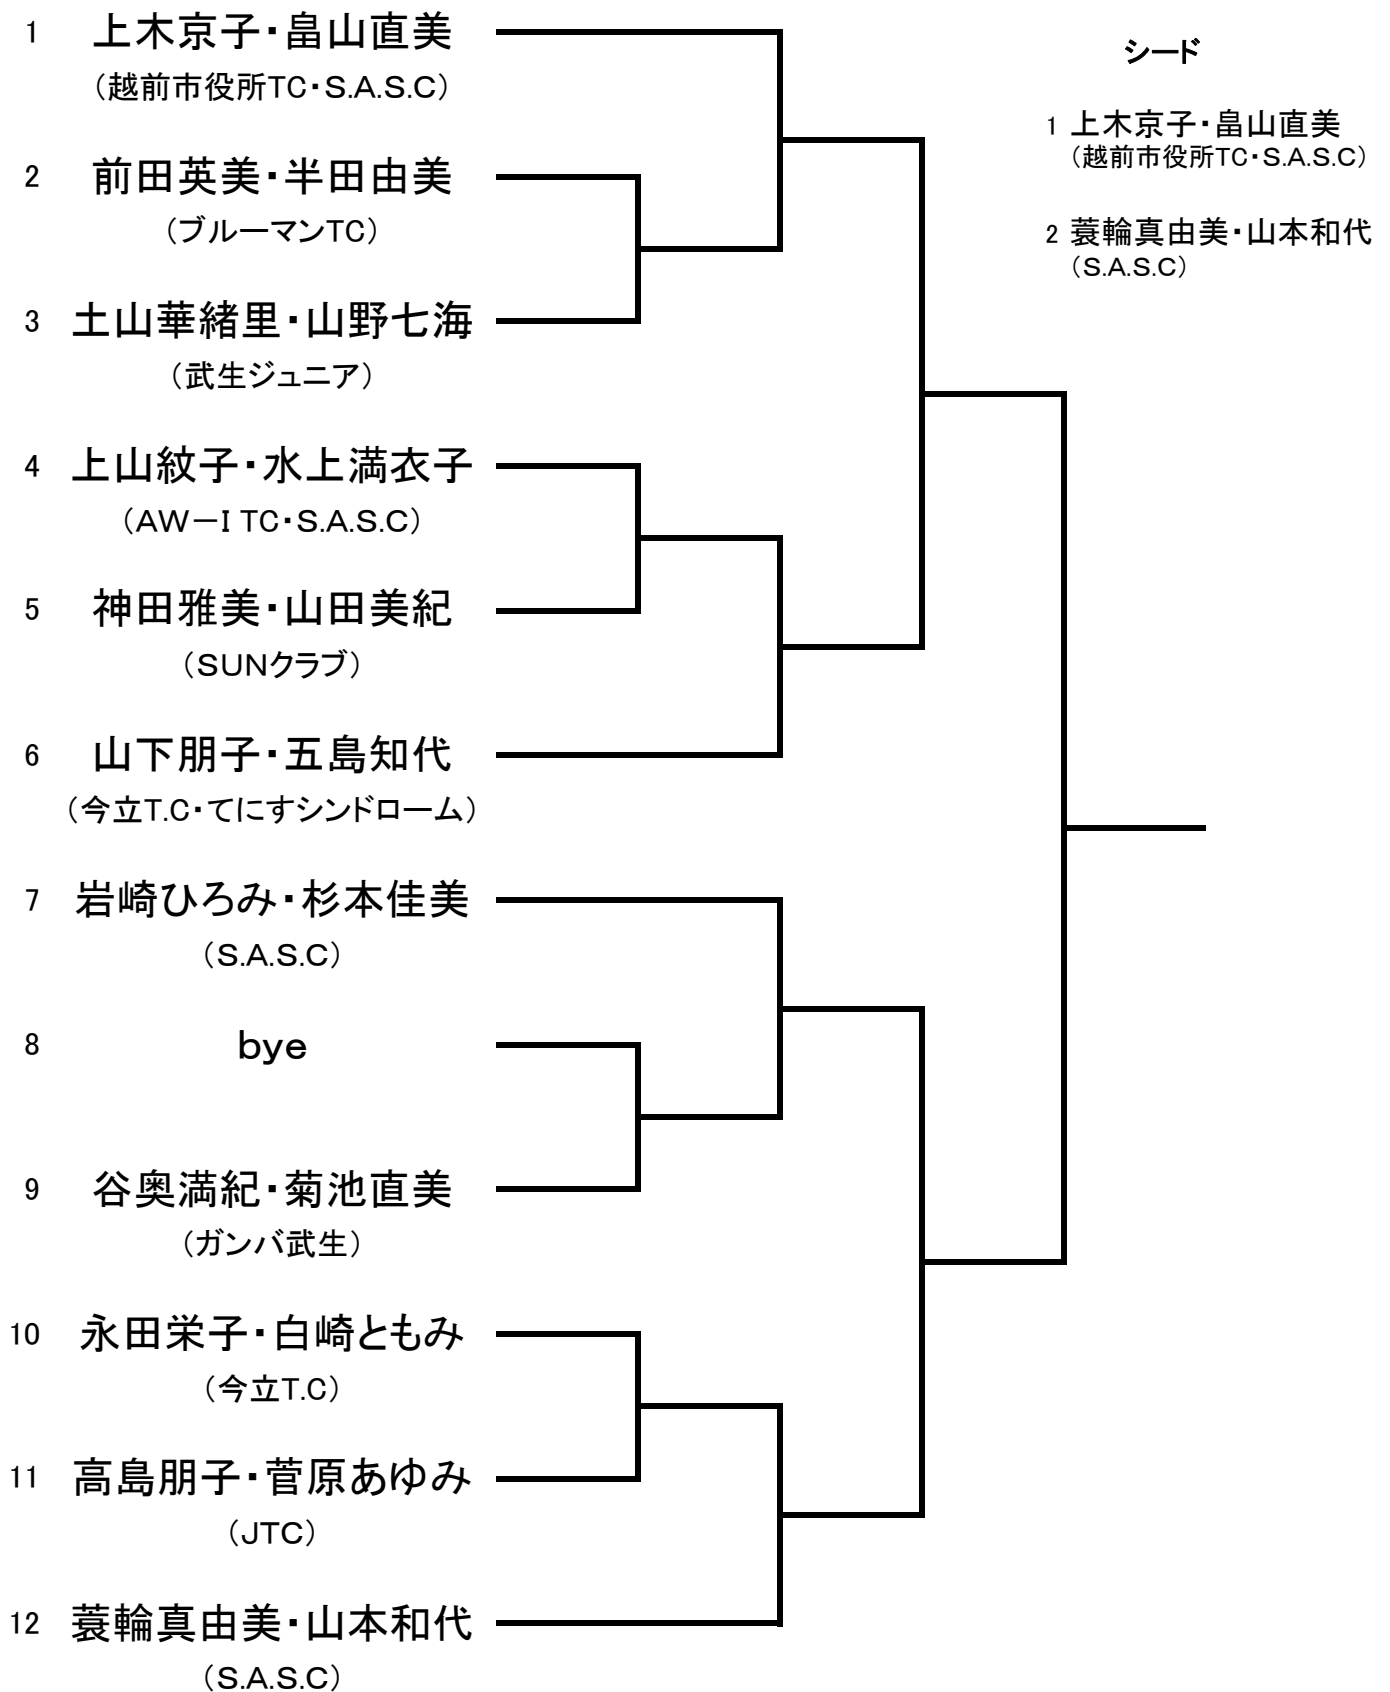 1 上木京子・畠山直美
（越前市役所TC・S.A.S.C）
2 前田英美・半田由美
（ブルーマンTC）
3 土山華緒里・山野七海
（武生ジュニア）
4 上山紋子・水上満衣子
（AW－I TC・S.A.S.C）
5 神田雅美・山田美紀
（SUNクラブ）
6 山下朋子・五島知代
（今立T.C・てにすシンドローム）
7 岩崎ひろみ・杉本佳美
（S.A.S.C）
8 bye
9 谷奥満紀・菊池直美
（ガンバ武生）
10 永田栄子・白崎ともみ
（今立T.C）
11 高島朋子・菅原あゆみ
（JTC）
12 蓑輪真由美・山本和代
（S.A.S.C）
シード
1 上木京子・畠山直美
（越前市役所TC・S.A.S.C）
2 蓑輪真由美・山本和代
（S.A.S.C）